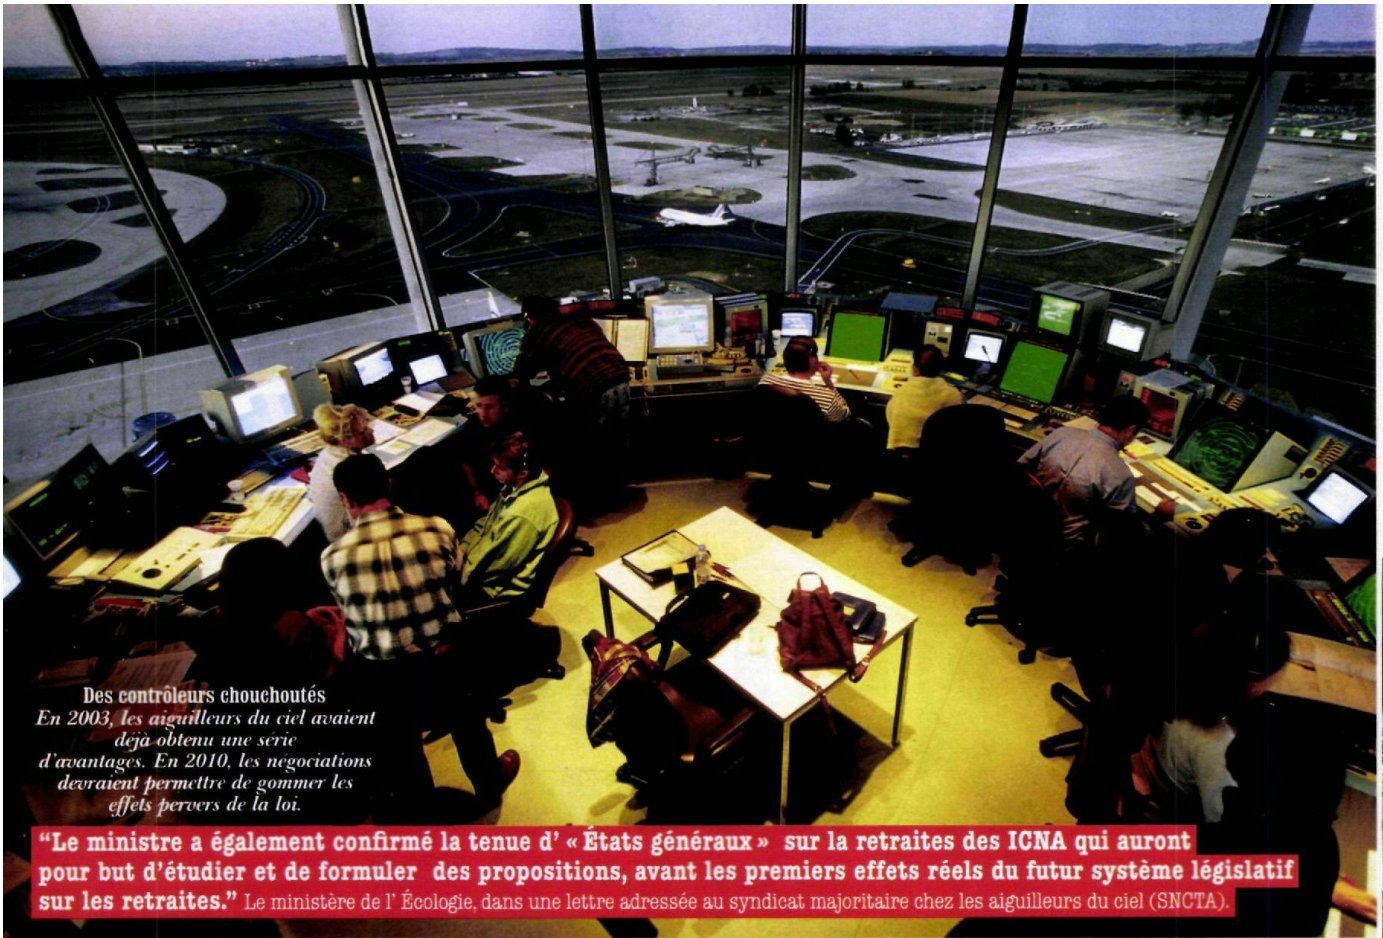 Des contrôleurs chouchoutés
En 2003, les aiguilleurs du ciel avaient
déjà obtenu une série
d'avantages. En 2010, les négociations
devraient permettre de gommer les
effets pervers de la loi.
“Le ministre a également confirmé la tenue d' « États généraux » sur la retraites des ICNA qui auront
pour but d'étudier et de formuler des propositions, avant les premiers effets réels du futur système législatif
sur les retraites.” Le ministère de l' Écologie, dans une lettre adressée au syndicat majoritaire chez les aiguilleurs du ciel (SNCTA).